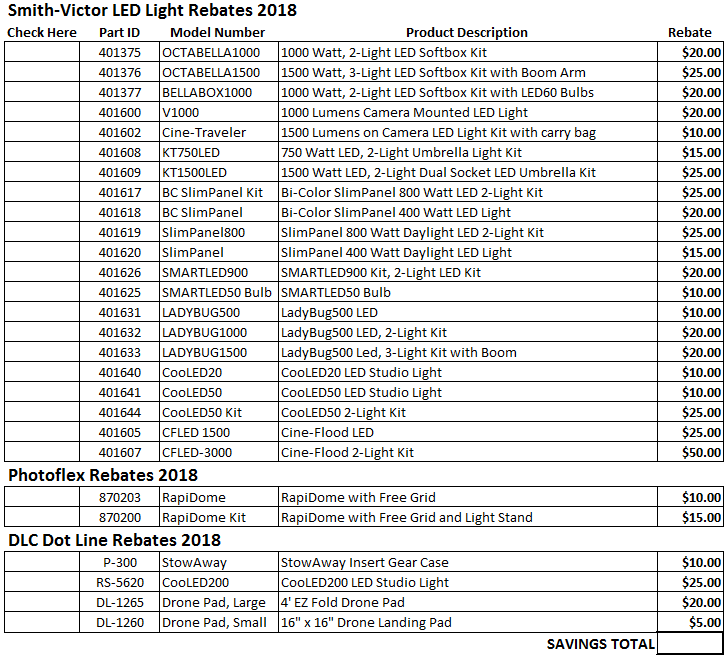 Smith-Victor LED Light Rebates 2018
Check Here Part ID Model Number Product Description Rebate
401375 OCTABELLA1000 1000 Watt, 2-Light LED Softbox Kit $20.00
401376 OCTABELLA1500 1500 Watt, 3-Light LED Softbox Kit with Boom Arm $25.00
401377 BELLABOX1000 1000 Watt, 2-Light LED Softbox Kit with LED60 Bulbs $20.00
401600 V1000 1000 Lumens Camera Mounted LED Light $20.00
401602 Cine-Traveler 1500 Lumens on Camera LED Light Kit with carry bag $10.00
401608 KT750LED 750 Watt LED, 2-Light Umbrella Light Kit $15.00
401609 KT1500LED 1500 Watt LED, 2-Light Dual Socket LED Umbrella Kit $25.00
401617 BC SlimPanel Kit Bi-Color SlimPanel 800 Watt LED 2-Light Kit $25.00
401618 BC SlimPanel Bi-Color SlimPanel 400 Watt LED Light $20.00
401619 SlimPanel800 SlimPanel 800 Watt Daylight LED 2-Light Kit $25.00
401620 SlimPanel SlimPanel 400 Watt Daylight LED Light $15.00
401626 SMARTLED900 SMARTLED900 Kit, 2-Light LED Kit $20.00
401625 SMARTLED50 Bulb SMARTLED50 Bulb $10.00
401631 LADYBUG500 LadyBug500 LED $10.00
401632 LADYBUG1000 LadyBug500 LED, 2-Light Kit $20.00
401633 LADYBUG1500 LadyBug500 Led, 3-Light Kit with Boom $20.00
401640 CooLED20 CooLED20 LED Studio Light $10.00
401641 CooLED50 CooLED50 LED Studio Light $10.00
401644 CooLED50 Kit CooLED50 2-Light Kit $25.00
401605 CFLED 1500 Cine-Flood LED $25.00
401607 CFLED-3000 Cine-Flood 2-Light Kit $50.00
Photoflex Rebates 2018
870203 RapiDome RapiDome with Free Grid $10.00
870200 RapiDome Kit RapiDome with Free Grid and Light Stand $15.00
DLC Dot Line Rebates 2018
P-300 StowAway StowAway Insert Gear Case $10.00
RS-5620 CooLED200 CooLED200 LED Studio Light $25.00
DL-1265 Drone Pad, Large 4' EZ Fold Drone Pad $20.00
DL-1260 Drone Pad, Small 16" x 16" Drone Landing Pad $5.00
SAVINGS TOTAL